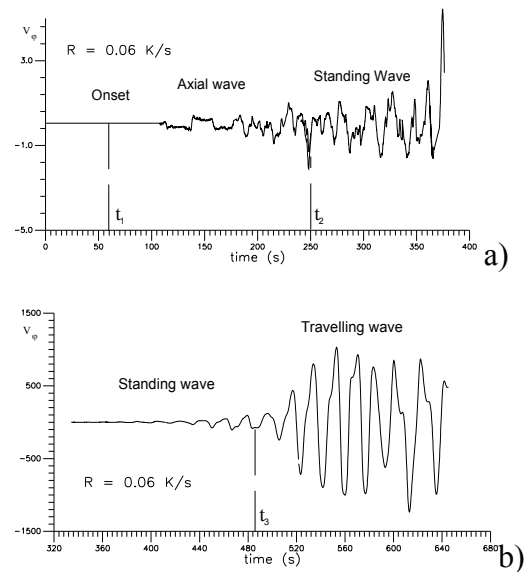 V_φ
R = 0.06 K/s
3.0
Onset
Axial wave
Standing Wave
-1.0
-5.0
t₁
t₂
0 50 100 150 200 250 300 350 400
time (s)
a)
1500
V_φ
Travelling wave
500
Standing wave
-500
R = 0.06 K/s
-1500
t₃
320 360 400 440 480 520 560 600 640 680
time (s)
b)